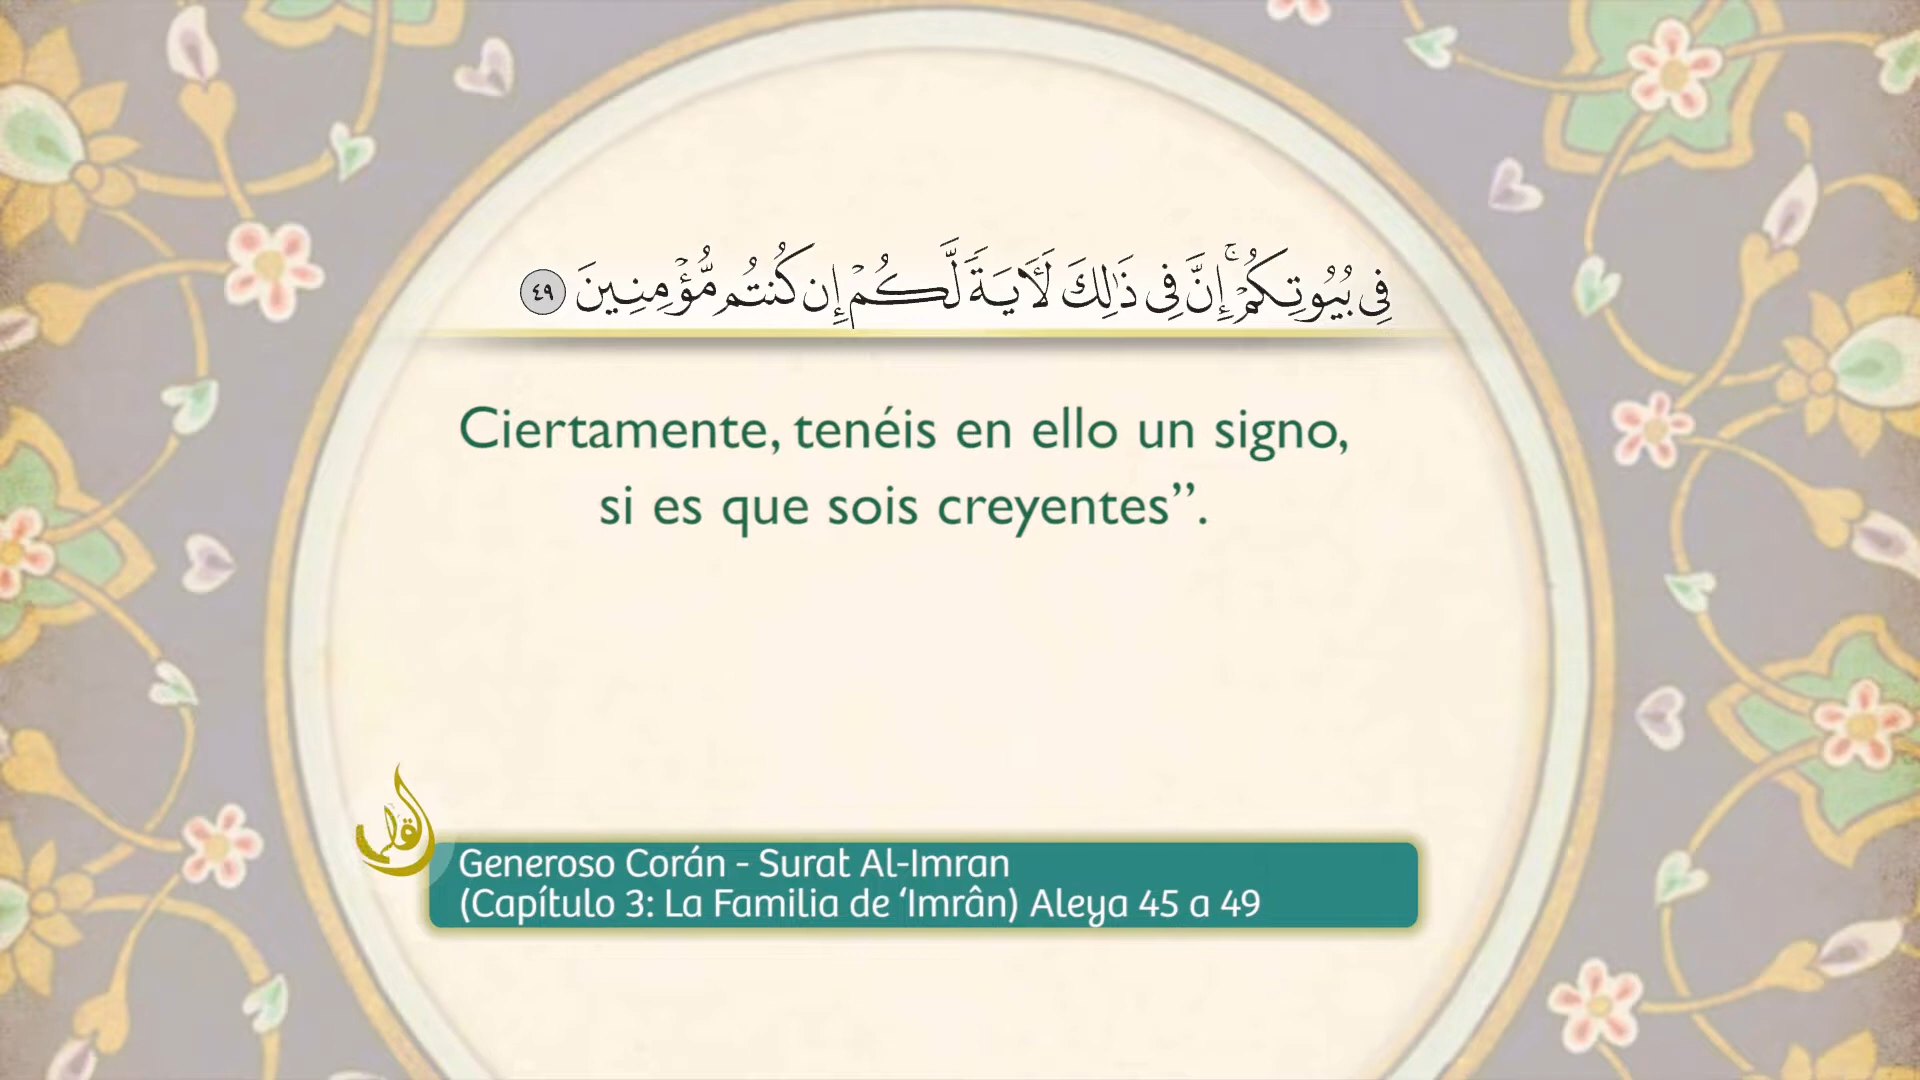 فِي بُيُوتِكُمْ ۚ إِنَّ فِي ذَٰلِكَ لَآيَةً لَّكُمْ إِن كُنتُم مُّؤْمِنِينَ ٤٩
Ciertamente, tenéis en ello un signo,
si es que sois creyentes”.
Generoso Corán - Surat Al-Imran
(Capítulo 3: La Familia de ‘Imrân) Aleya 45 a 49